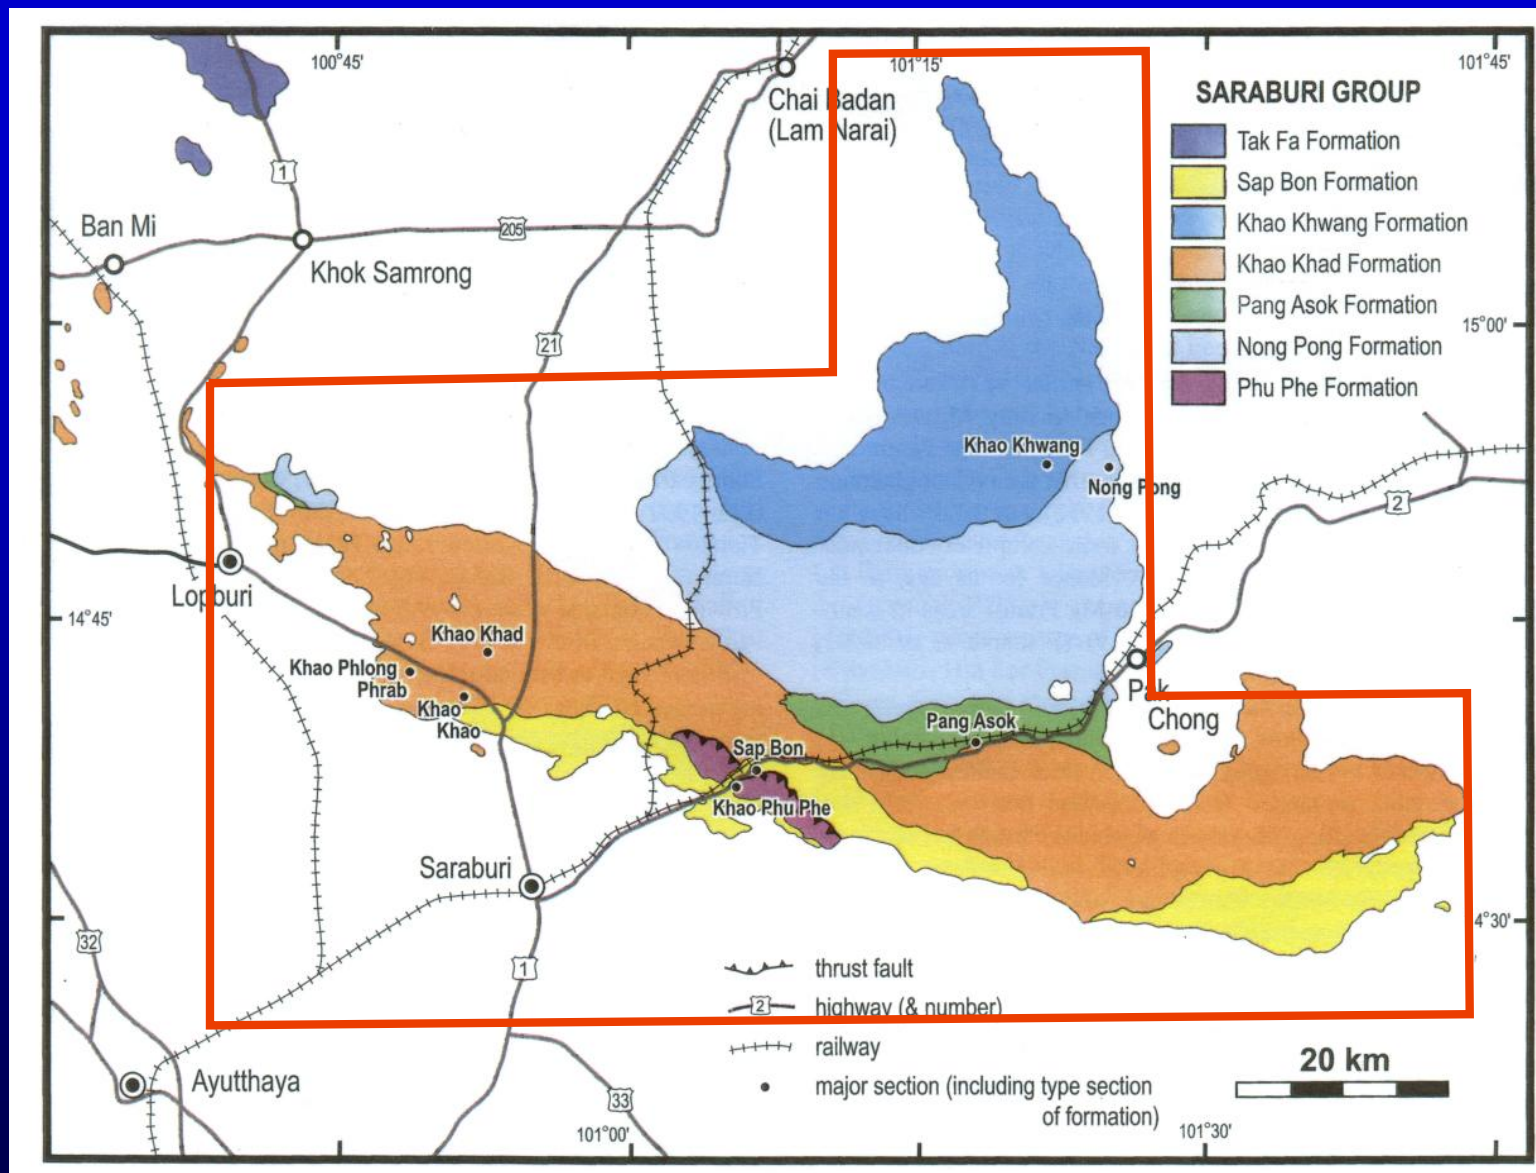 100°45'
101°15'
101°45'
Chai Badan
(Lam Narai)
SARABURI GROUP
Tak Fa Formation
Sap Bon Formation
Khao Khwang Formation
Khao Khad Formation
Pang Asok Formation
Nong Pong Formation
Phu Phe Formation
1
Ban Mi
205
Khok Samrong
21
15°00'
Khao Khwang
Nong Pong
2
Lopburi
14°45'
Khao Khad
Khao Phlong
Phrab
Khao
Khao
Pak
Chong
Pang Asok
Sap Bon
Khao Phu Phe
Saraburi
4°30'
32
1
thrust fault
2
highway (& number)
railway
20 km
Ayutthaya
major section (including type section
of formation)
33
101°00'
101°30'